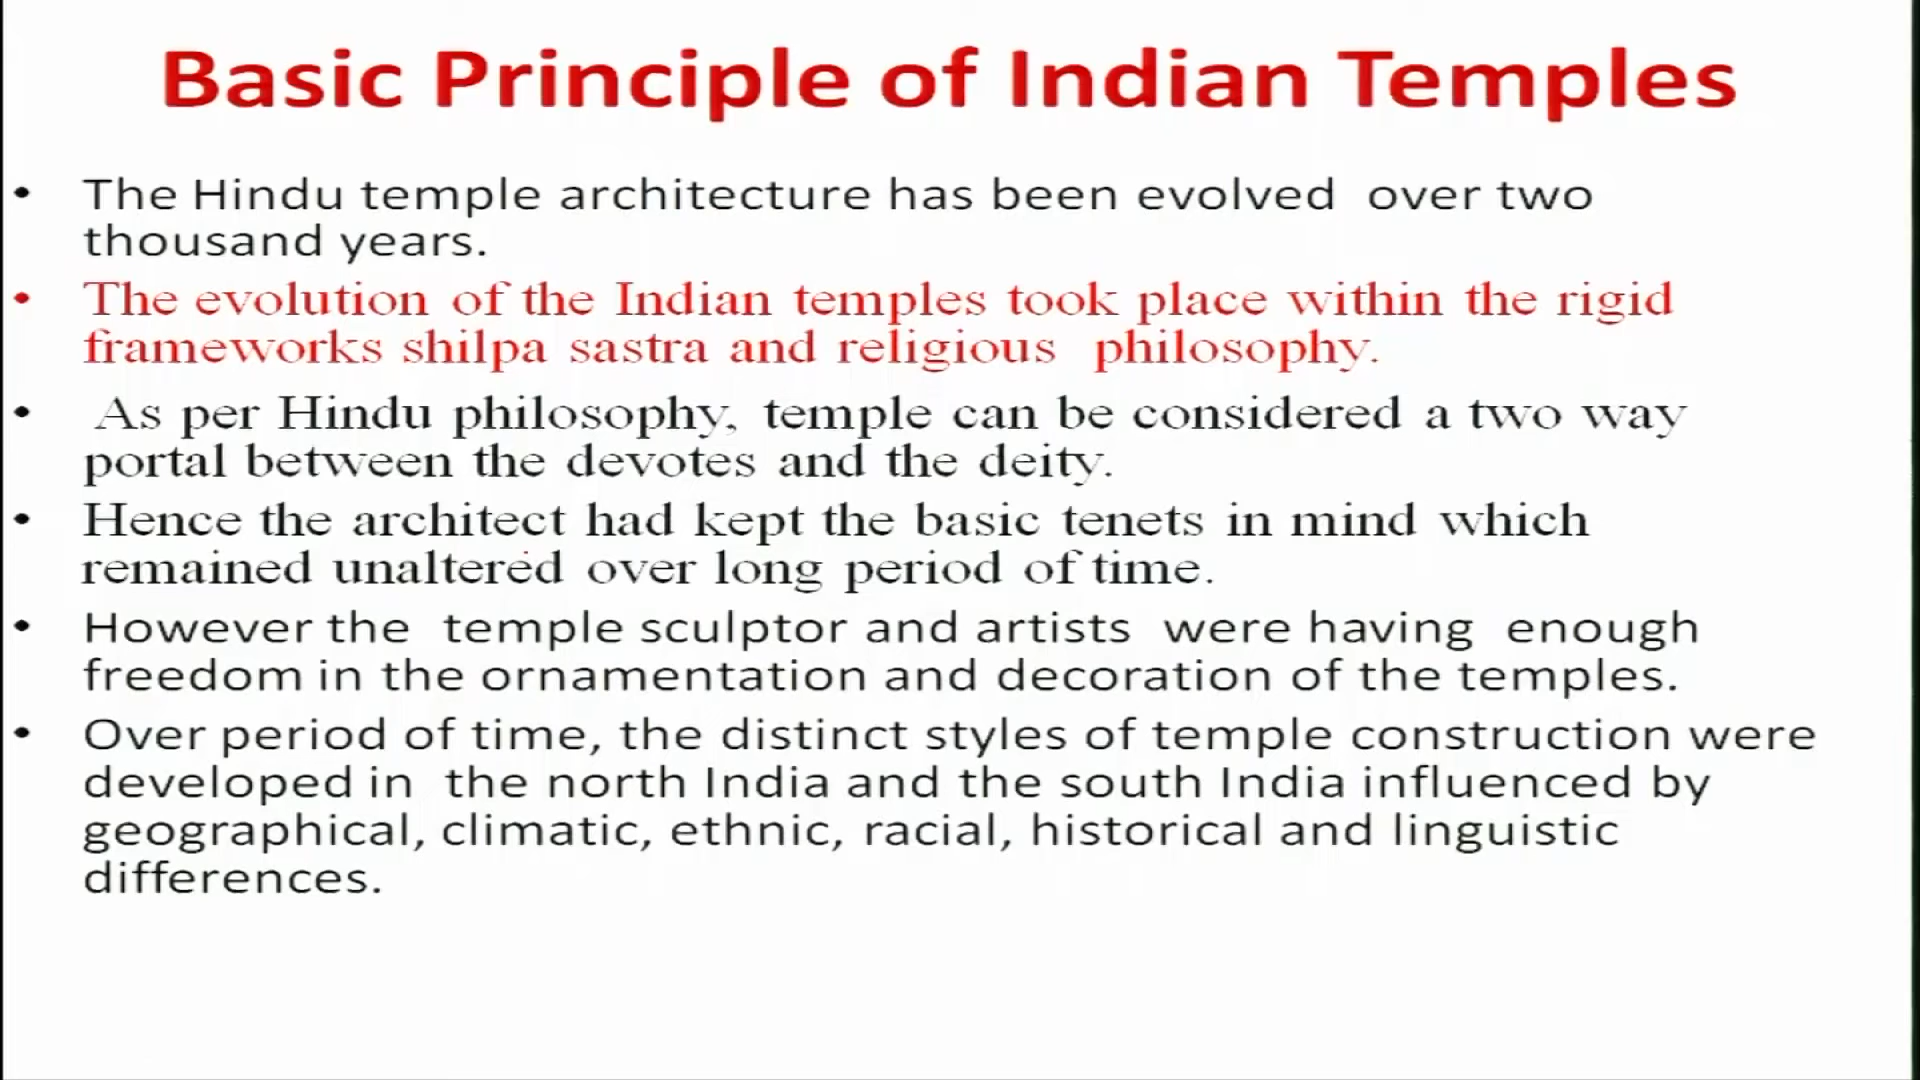 Basic Principle of Indian Temples
• The Hindu temple architecture has been evolved over two
thousand years.
• The evolution of the Indian temples took place within the rigid
frameworks shilpa sastra and religious philosophy.
• As per Hindu philosophy, temple can be considered a two way
portal between the devotes and the deity.
• Hence the architect had kept the basic tenets in mind which
remained unaltered over long period of time.
• However the temple sculptor and artists were having enough
freedom in the ornamentation and decoration of the temples.
• Over period of time, the distinct styles of temple construction were
developed in the north India and the south India influenced by
geographical, climatic, ethnic, racial, historical and linguistic
differences.